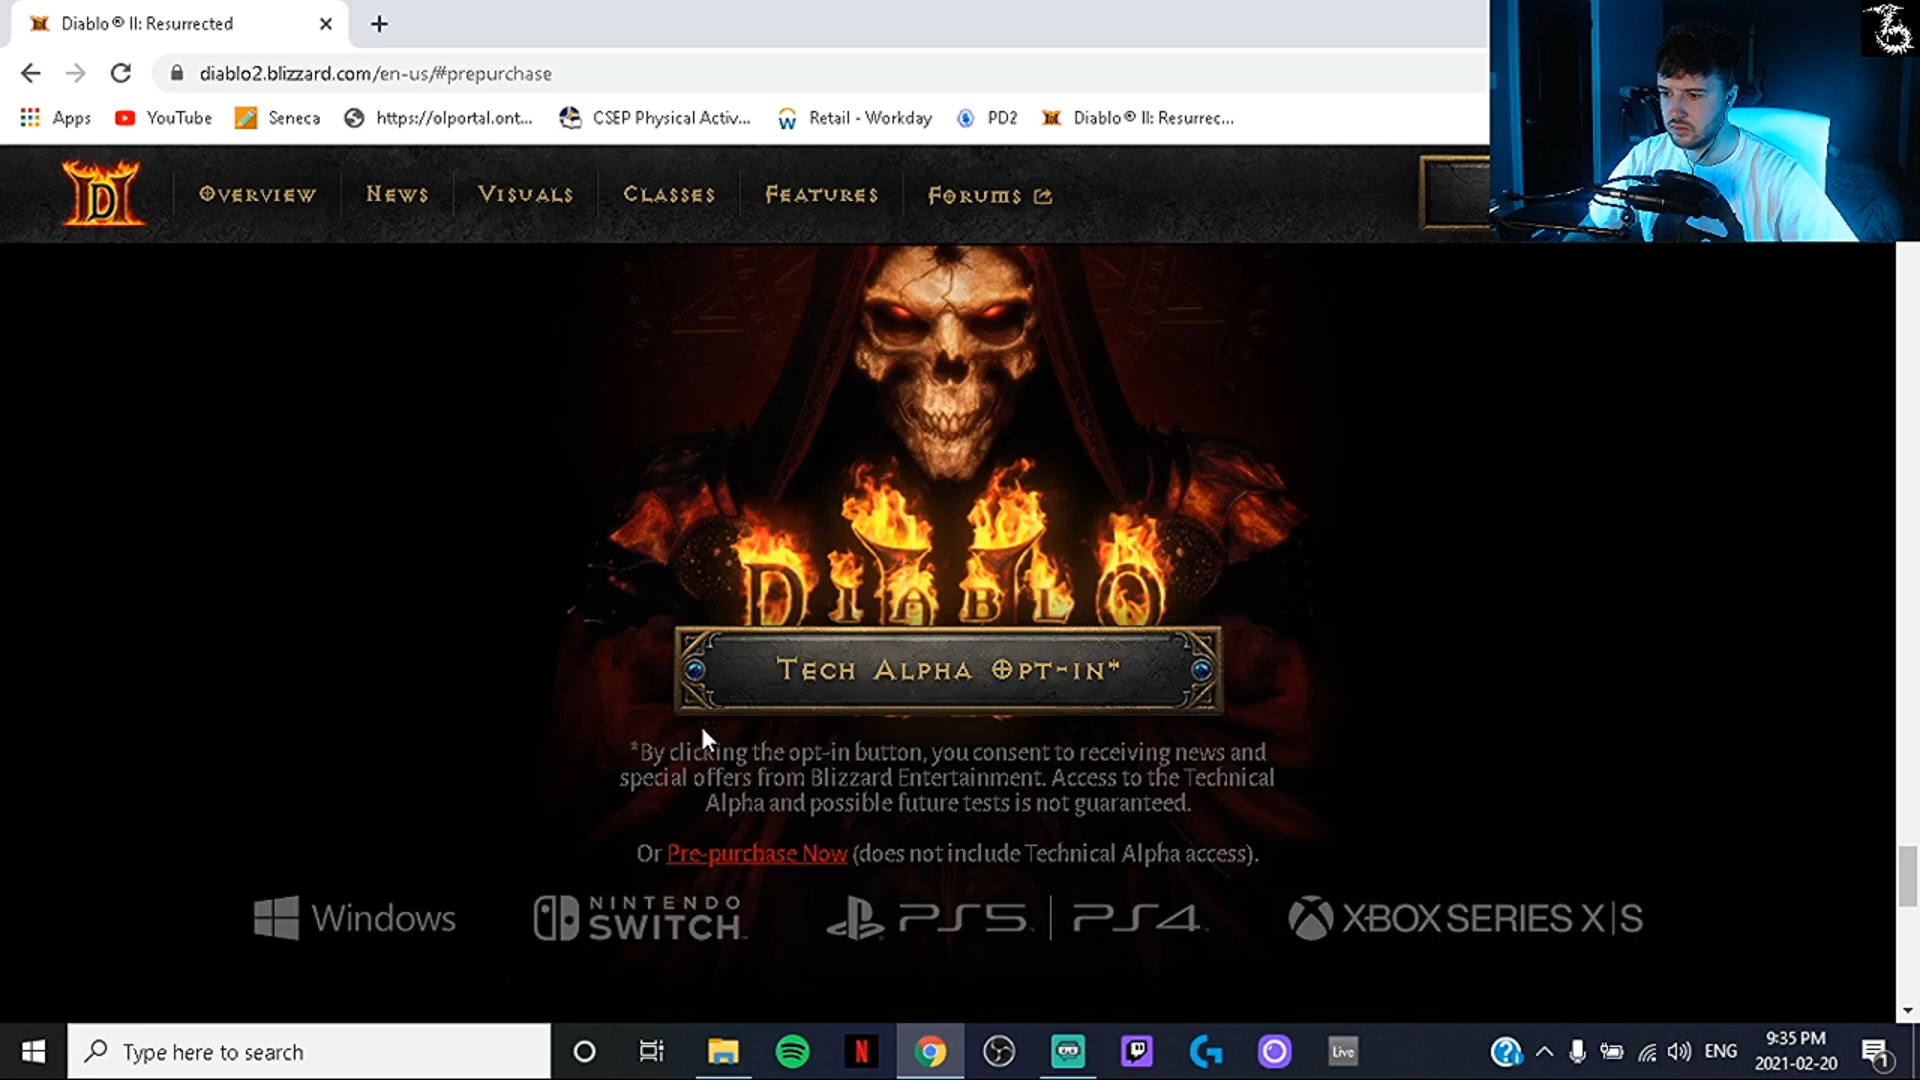 Diablo® II: Resurrected
diablo2.blizzard.com/en-us/#prepurchase
Apps YouTube Seneca https://olportal.ont... CSEP Physical Activ... Retail - Workday PD2 Diablo® II: Resurrec...
D OVERVIEW NEWS VISUALS CLASSES FEATURES FORUMS
DIABLO
TECH ALPHA OPT-IN*
*By clicking the opt-in button, you consent to receiving news and
special offers from Blizzard Entertainment. Access to the Technical
Alpha and possible future tests is not guaranteed.
Or Pre-purchase Now (does not include Technical Alpha access).
Windows NINTENDO SWITCH PS5 | PS4 XBOX SERIES X|S
Type here to search N Live ENG 9:35 PM
2021-02-20 1